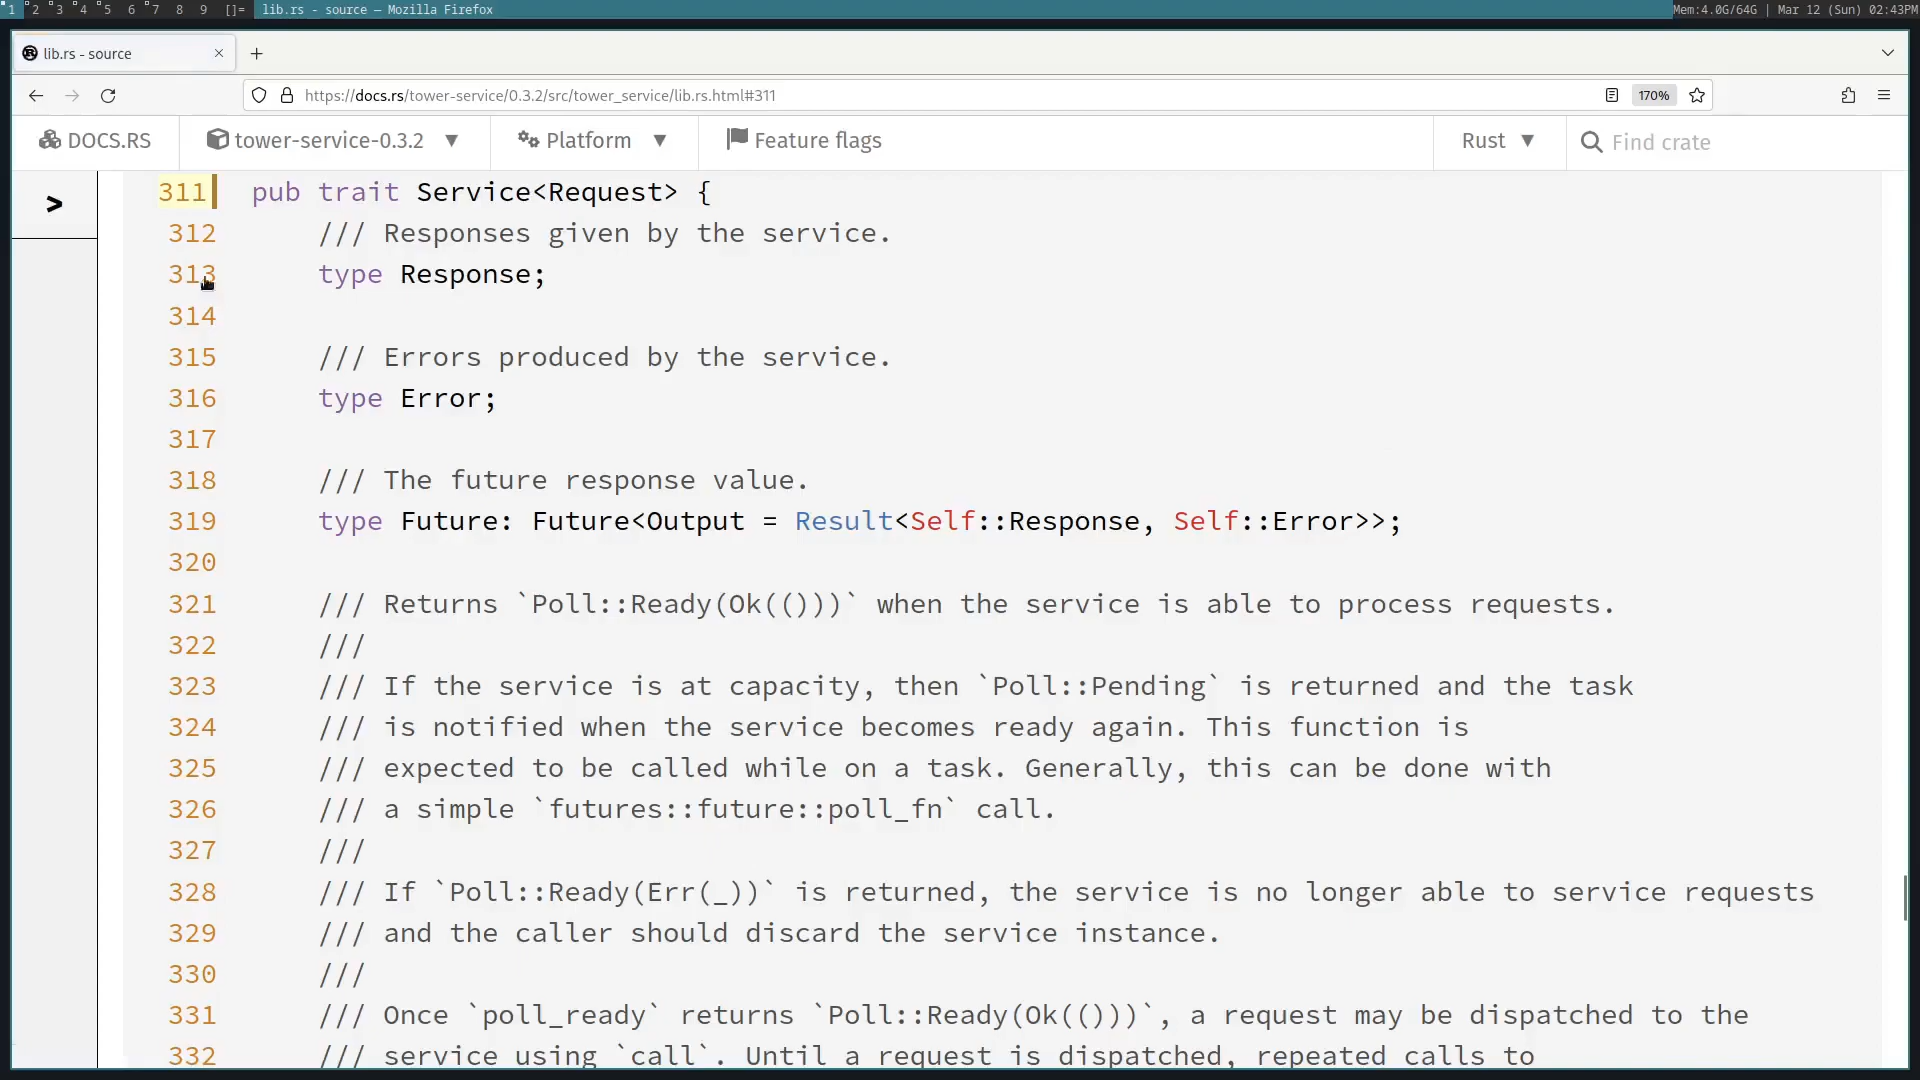 1 2 3 4 5 6 7 8 9 []= lib.rs - source — Mozilla Firefox Mem:4.0G/64G | Mar 12 (Sun) 02:43PM
lib.rs - source
https://docs.rs/tower-service/0.3.2/src/tower_service/lib.rs.html#311 170%
DOCS.RS tower-service-0.3.2 ▼ Platform ▼ Feature flags Rust ▼ Find crate
>
311 pub trait Service<Request> {
312     /// Responses given by the service.
313     type Response;
314
315     /// Errors produced by the service.
316     type Error;
317
318     /// The future response value.
319     type Future: Future<Output = Result<Self::Response, Self::Error>>;
320
321     /// Returns `Poll::Ready(Ok(()))` when the service is able to process requests.
322     ///
323     /// If the service is at capacity, then `Poll::Pending` is returned and the task
324     /// is notified when the service becomes ready again. This function is
325     /// expected to be called while on a task. Generally, this can be done with
326     /// a simple `futures::future::poll_fn` call.
327     ///
328     /// If `Poll::Ready(Err(_))` is returned, the service is no longer able to service requests
329     /// and the caller should discard the service instance.
330     ///
331     /// Once `poll_ready` returns `Poll::Ready(Ok(()))`, a request may be dispatched to the
332     /// service using `call`. Until a request is dispatched, repeated calls to